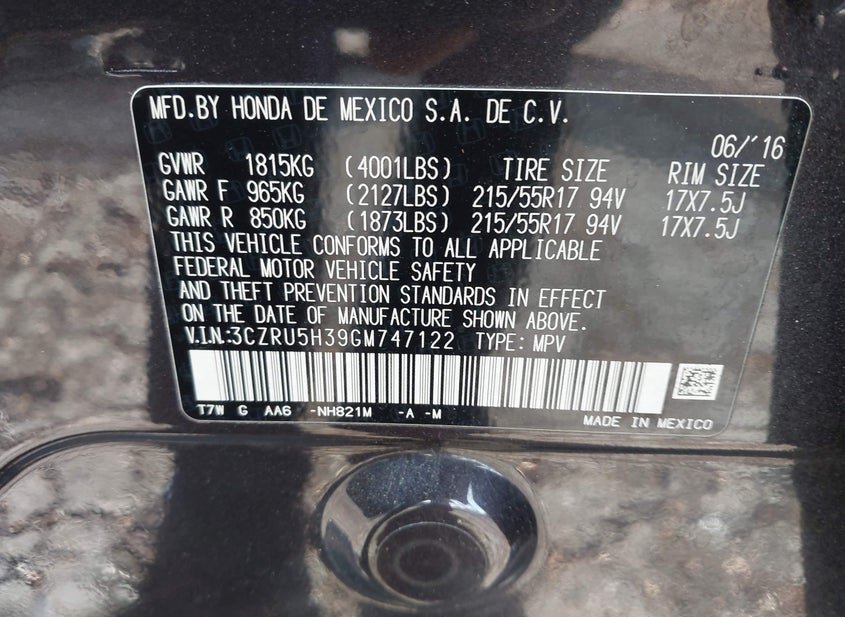 MFD.BY HONDA DE MEXICO S.A. DE C.V.
06/'16
GVWR 1815KG (4001LBS) TIRE SIZE RIM SIZE
GAWR F 965KG (2127LBS) 215/55R17 94V 17X7.5J
GAWR R 850KG (1873LBS) 215/55R17 94V 17X7.5J
THIS VEHICLE CONFORMS TO ALL APPLICABLE
FEDERAL MOTOR VEHICLE SAFETY
AND THEFT PREVENTION STANDARDS IN EFFECT
ON THE DATE OF MANUFACTURE SHOWN ABOVE.
V.I.N.:3CZRU5H39GM747122 TYPE: MPV
T7W G AA6 -NH821M -A -M
MADE IN MEXICO